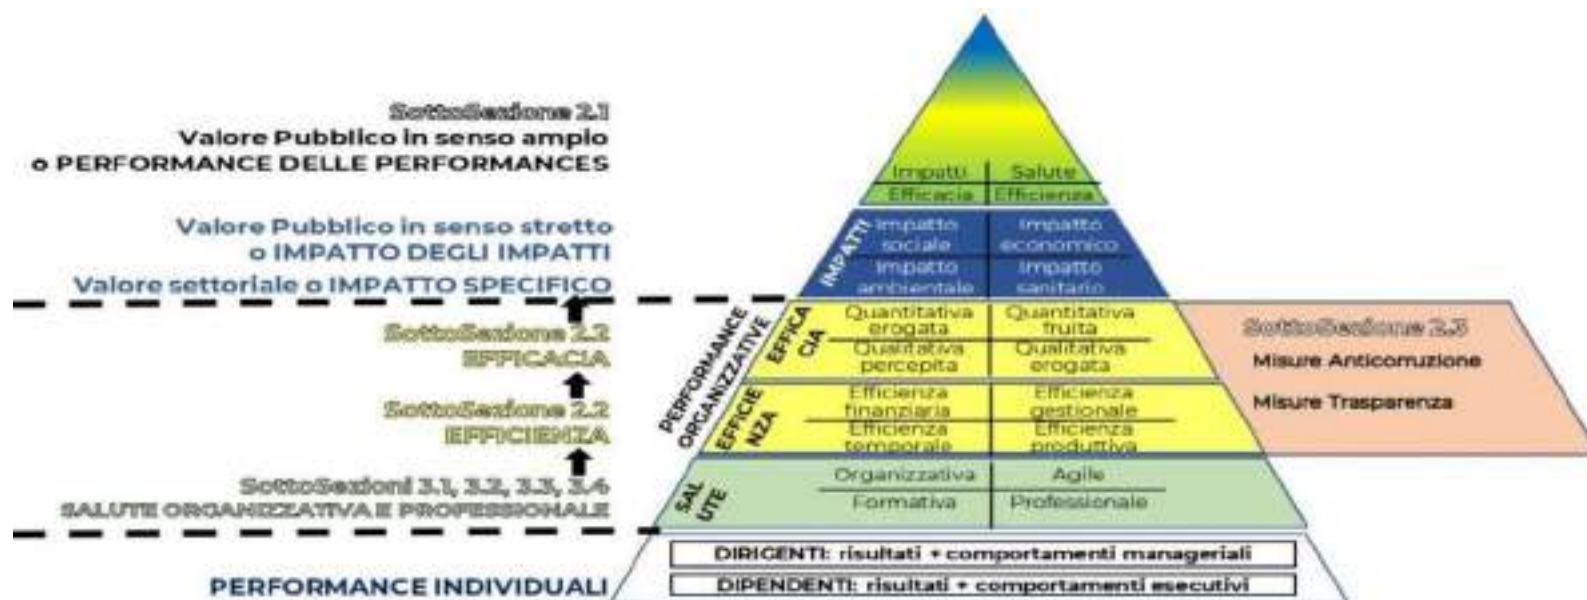 SottoSezione 2.1
Valore Pubblico in senso ampio
o PERFORMANCE DELLE PERFORMANCES
Valore Pubblico in senso stretto
o IMPATTO DEGLI IMPATTI
Valore settoriale o IMPATTO SPECIFICO
SottoSezione 2.2
EFFICACIA
SottoSezione 2.2
EFFICIENZA
SottoSezioni 3.1, 3.2, 3.3, 3.4
SALUTE ORGANIZZATIVA E PROFESSIONALE
PERFORMANCE INDIVIDUALI
Impatti Salute
Efficacia Efficienza
IMPATTI
Impatto sociale
Impatto economico
Impatto ambientale
Impatto sanitario
PERFORMANCE
ORGANIZZATIVE
EFFICA
CIA
Quantitativa erogata
Quantitativa fruita
Qualitativa percepita
Qualitativa erogata
EFFICIE
NZA
Efficienza finanziaria
Efficienza gestionale
Efficienza temporale
Efficienza produttiva
SAL
UTE
Organizzativa Agile
Formativa Professionale
DIRIGENTI: risultati + comportamenti manageriali
DIPENDENTI: risultati + comportamenti esecutivi
SottoSezione 2.3
Misure Anticorruzione
Misure Trasparenza